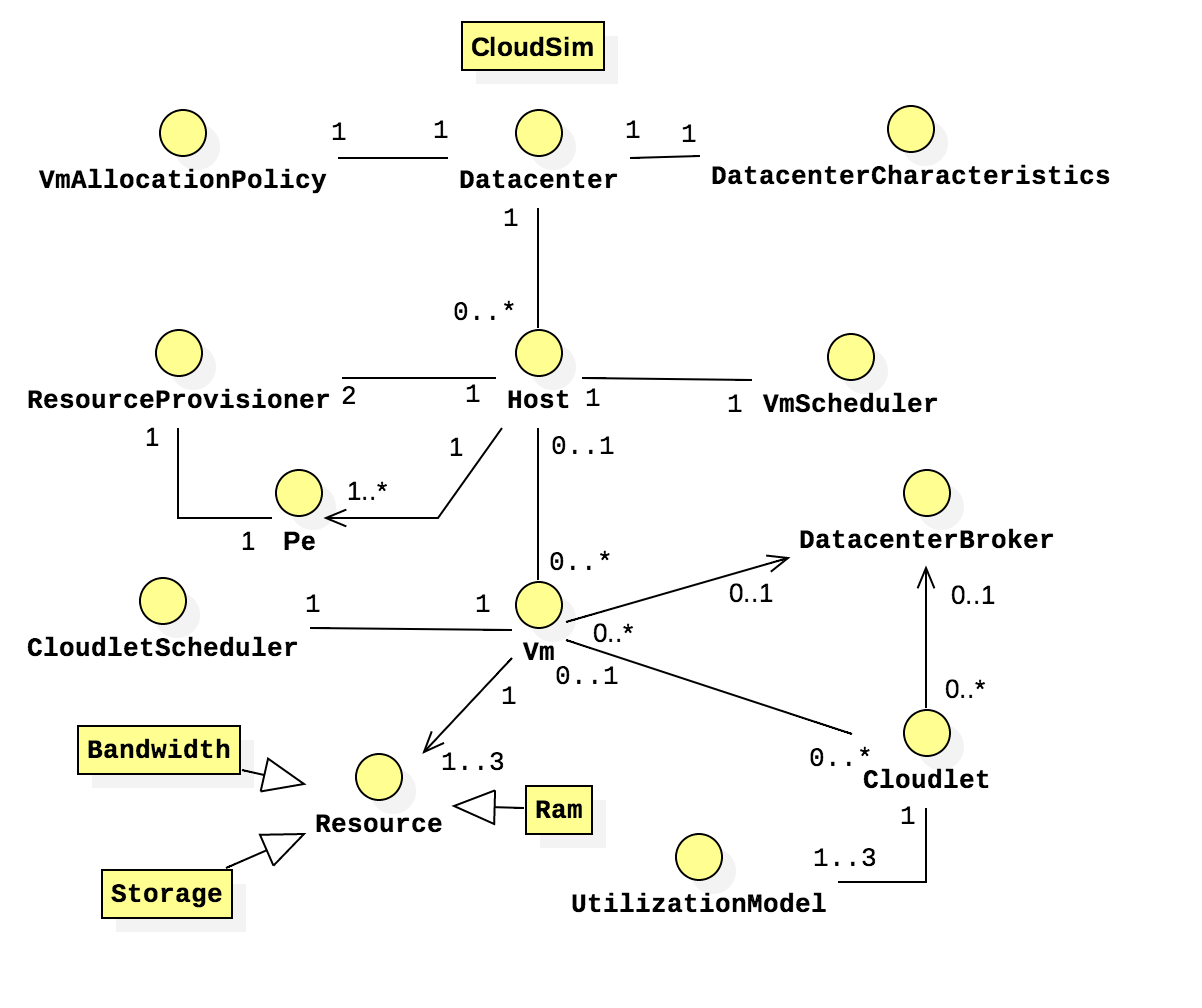 CloudSim
1 1 1 1
VmAllocationPolicy Datacenter DatacenterCharacteristics
1
0..*
ResourceProvisioner 2 1 Host 1 1 VmScheduler
1 1 0..1
1..*
1 Pe DatacenterBroker
0..*
0..1 0..1
1 1
0..*
CloudletScheduler Vm
0..1
1 0..*
Bandwidth 1..3 0..*
Cloudlet
Resource Ram 1
1..3
Storage UtilizationModel